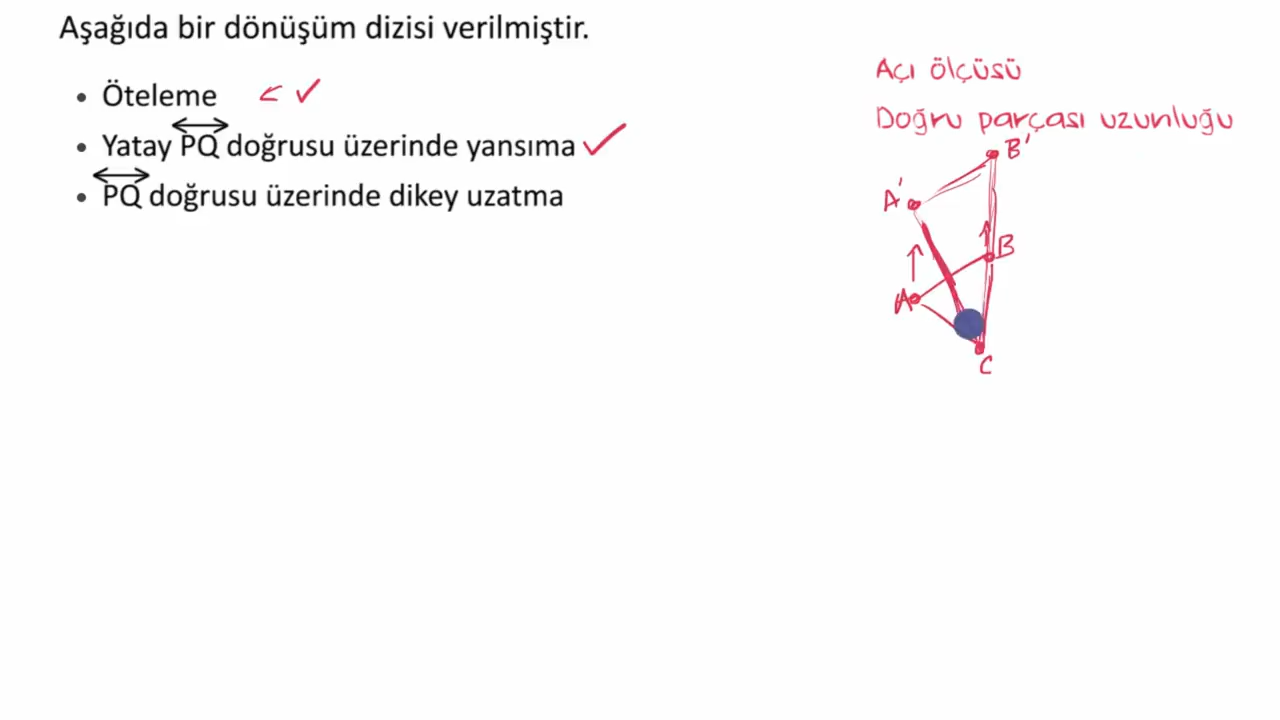 Aşağıda bir dönüşüm dizisi verilmiştir.
• Öteleme
• Yatay PQ doğrusu üzerinde yansıma
• PQ doğrusu üzerinde dikey uzatma
Açı ölçüsü
Doğru parçası uzunluğu
B'
A'
B
A
C